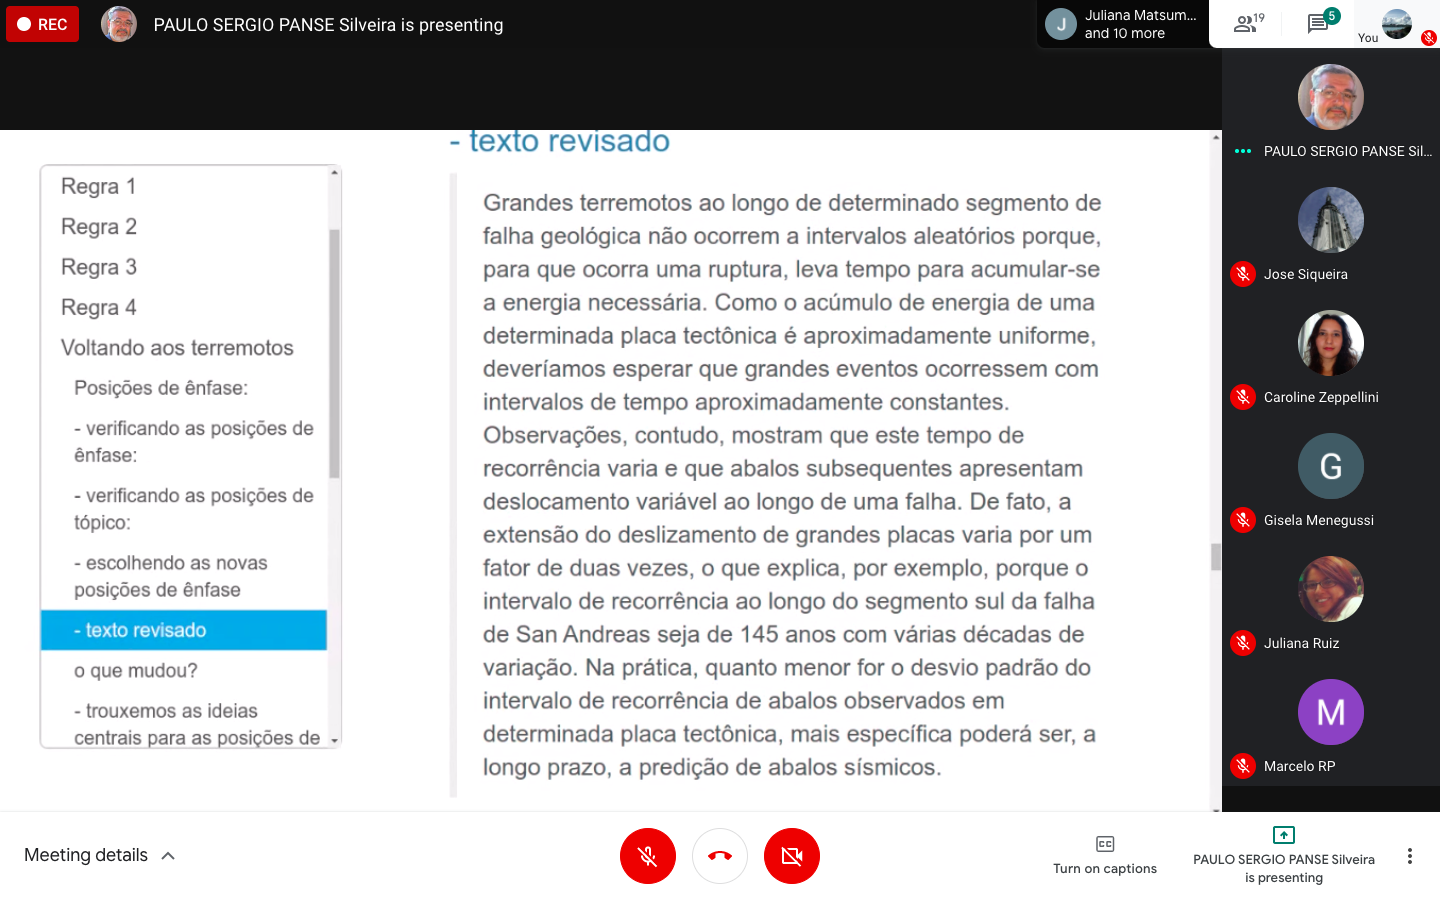 REC
PAULO SERGIO PANSE Silveira is presenting
J
Juliana Matsum...
and 10 more
19
5
You
- texto revisado
Regra 1
Regra 2
Regra 3
Regra 4
Voltando aos terremotos
Posições de ênfase:
- verificando as posições de
ênfase:
- verificando as posições de
tópico:
- escolhendo as novas
posições de ênfase
- texto revisado
o que mudou?
- trouxemos as ideias
centrais para as posições de
Grandes terremotos ao longo de determinado segmento de
falha geológica não ocorrem a intervalos aleatórios porque,
para que ocorra uma ruptura, leva tempo para acumular-se
a energia necessária. Como o acúmulo de energia de uma
determinada placa tectônica é aproximadamente uniforme,
deveríamos esperar que grandes eventos ocorressem com
intervalos de tempo aproximadamente constantes.
Observações, contudo, mostram que este tempo de
recorrência varia e que abalos subsequentes apresentam
deslocamento variável ao longo de uma falha. De fato, a
extensão do deslizamento de grandes placas varia por um
fator de duas vezes, o que explica, por exemplo, porque o
intervalo de recorrência ao longo do segmento sul da falha
de San Andreas seja de 145 anos com várias décadas de
variação. Na prática, quanto menor for o desvio padrão do
intervalo de recorrência de abalos observados em
determinada placa tectônica, mais específica poderá ser, a
longo prazo, a predição de abalos sísmicos.
PAULO SERGIO PANSE Sil...
Jose Siqueira
Caroline Zeppellini
G
Gisela Menegussi
Juliana Ruiz
M
Marcelo RP
Meeting details
CC
Turn on captions
PAULO SERGIO PANSE Silveira
is presenting